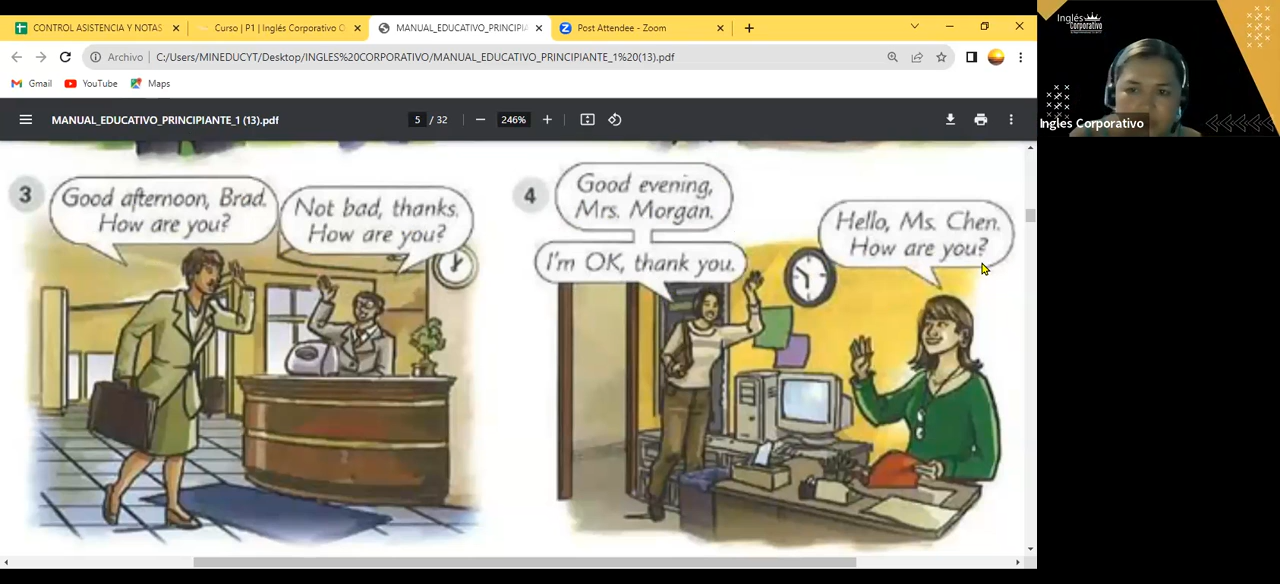 CONTROL ASISTENCIA Y NOTAS
Curso | P1 | Inglés Corporativo O
MANUAL_EDUCATIVO_PRINCIPIA
Post Attendee - Zoom
Archivo
C:/Users/MINEDUCYT/Desktop/INGLES%20CORPORATIVO/MANUAL_EDUCATIVO_PRINCIPIANTE_1%20(13).pdf
Gmail
YouTube
Maps
MANUAL_EDUCATIVO_PRINCIPIANTE_1 (13).pdf
5 / 32
246%
3
Good afternoon, Brad.
How are you?
Not bad, thanks.
How are you?
4
Good evening,
Mrs. Morgan.
I'm OK, thank you.
Hello, Ms. Chen.
How are you?
Inglés
Corporativo
Ingles Corporativo